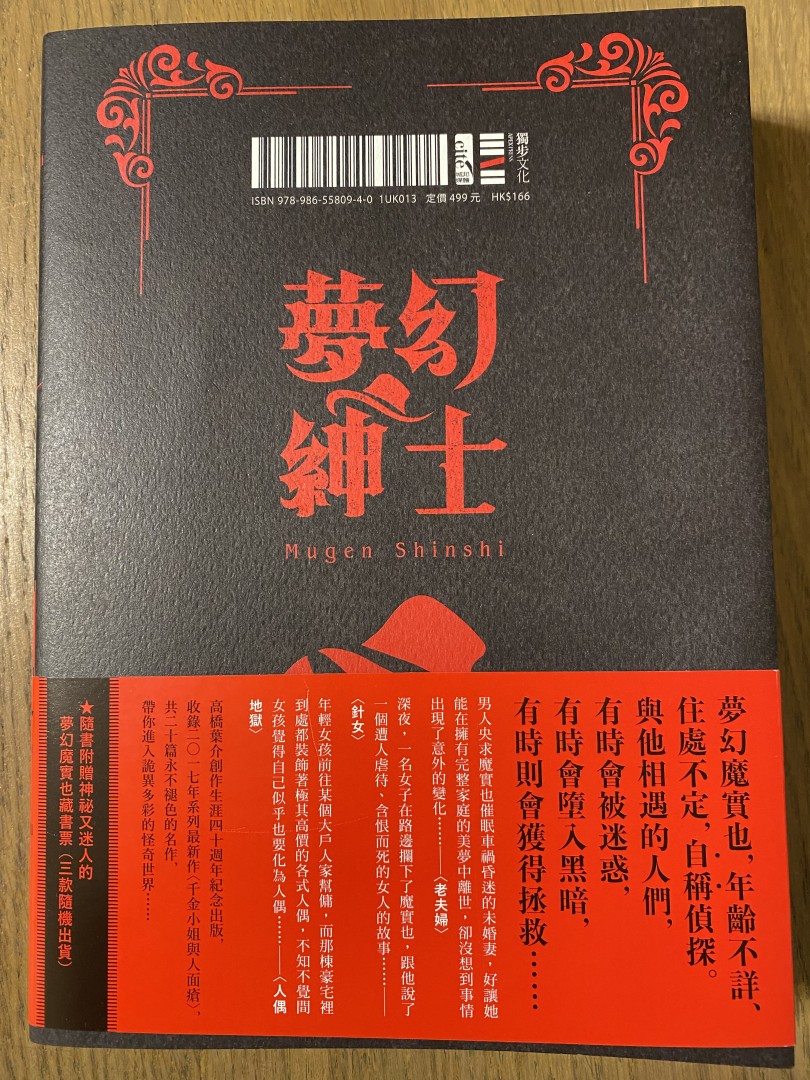 獨步文化
APEX PRESS
cité
城邦讀書花園
ISBN 978-986-55809-4-0 1UK013 定價 499 元 HK$166
夢幻
紳士
Mugen Shinshi
夢幻魔實也，年齡不詳、
住處不定，自稱偵探。
與他相遇的人們，
有時會被迷惑，
有時會墮入黑暗，
有時則會獲得拯救……
男人央求魔實也催眠車禍昏迷的未婚妻，好讓她
能在擁有完整家庭的美夢中離世，卻沒想到事情
出現了意外的變化……——〈老夫婦〉
深夜，一名女子在路邊攔下了魔實也，跟他說了
一個遭人虐待、含恨而死的女人的故事……——
〈針女〉
年輕女孩前往某個大戶人家幫傭，而那棟豪宅裡
到處都裝飾著極其高價的各式人偶，不知不覺間
女孩覺得自己似乎也要化為人偶……——〈人偶
地獄〉
高橋葉介創作生涯四十週年紀念出版，
收錄二〇一七年系列最新作〈千金小姐與人面瘡〉，
共二十篇永不褪色的名作，
帶你進入詭異多彩的怪奇世界……
★隨書附贈神祕又迷人的
夢幻魔實也藏書票（三款隨機出貨）